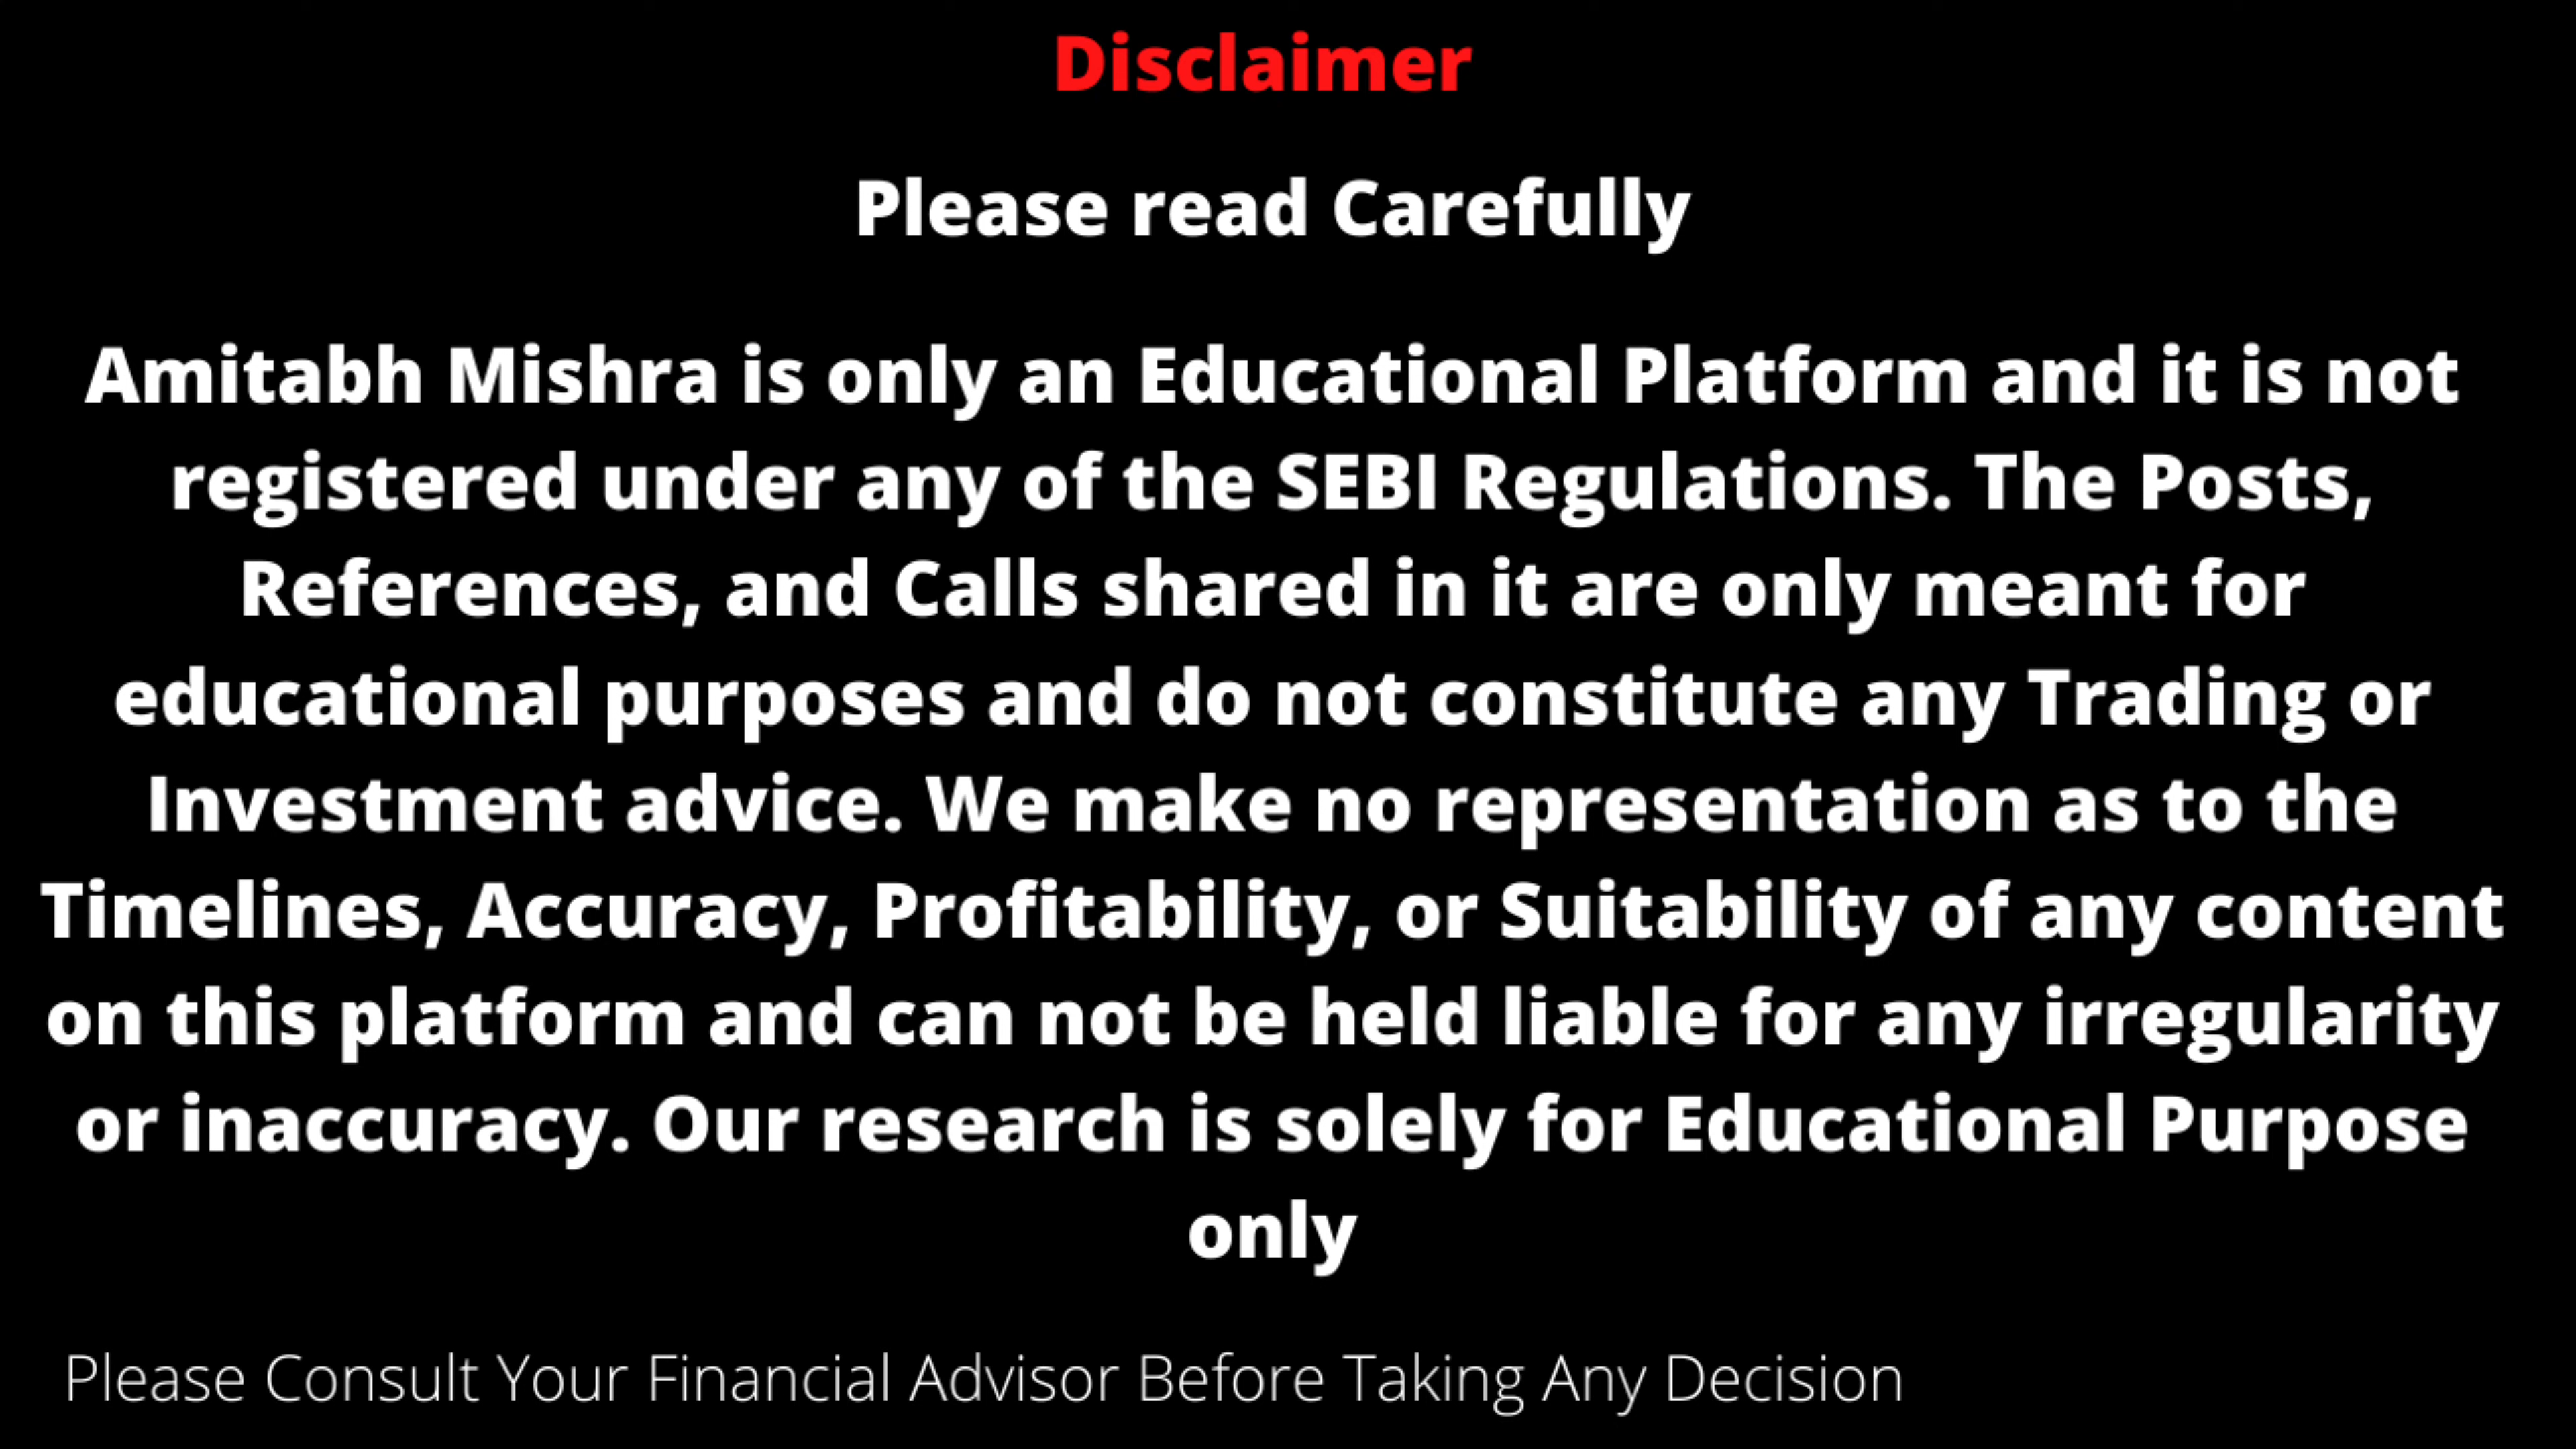 Disclaimer
Please read Carefully
Amitabh Mishra is only an Educational Platform and it is not
registered under any of the SEBI Regulations. The Posts,
References, and Calls shared in it are only meant for
educational purposes and do not constitute any Trading or
Investment advice. We make no representation as to the
Timelines, Accuracy, Profitability, or Suitability of any content
on this platform and can not be held liable for any irregularity
or inaccuracy. Our research is solely for Educational Purpose
only
Please Consult Your Financial Advisor Before Taking Any Decision